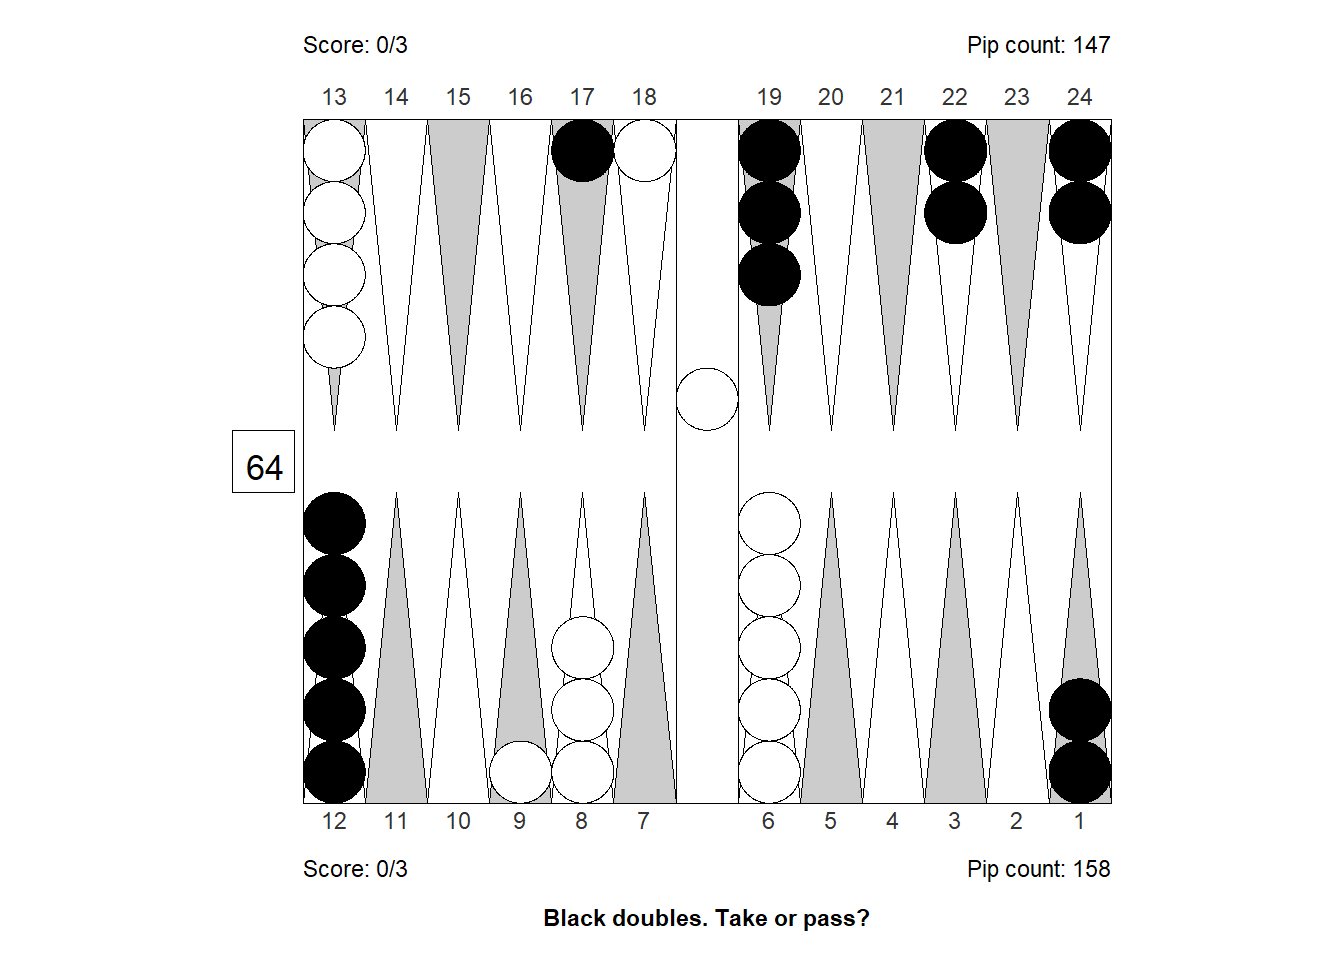 Score: 0/3 Pip count: 147
13 14 15 16 17 18 19 20 21 22 23 24
64
12 11 10 9 8 7 6 5 4 3 2 1
Score: 0/3 Pip count: 158
Black doubles. Take or pass?